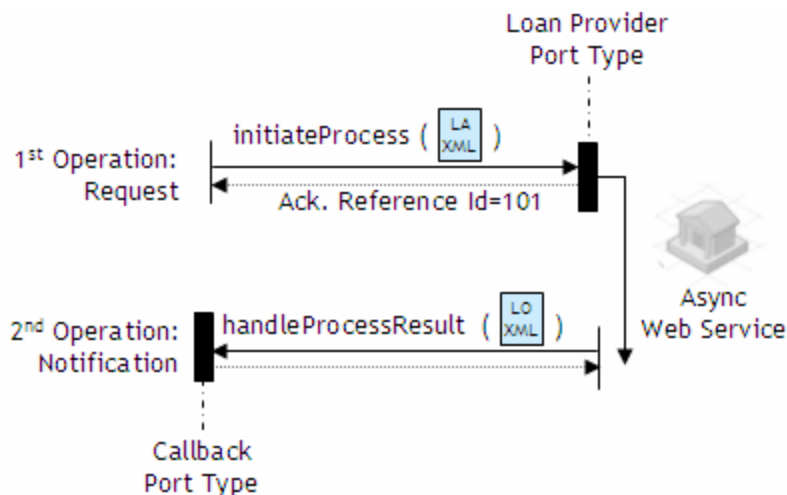 Loan Provider
Port Type
initiateProcess ( LA XML )
1st Operation:
Request
Ack. Reference Id=101
Async
Web Service
2nd Operation:
Notification
handleProcessResult ( LO XML )
Callback
Port Type